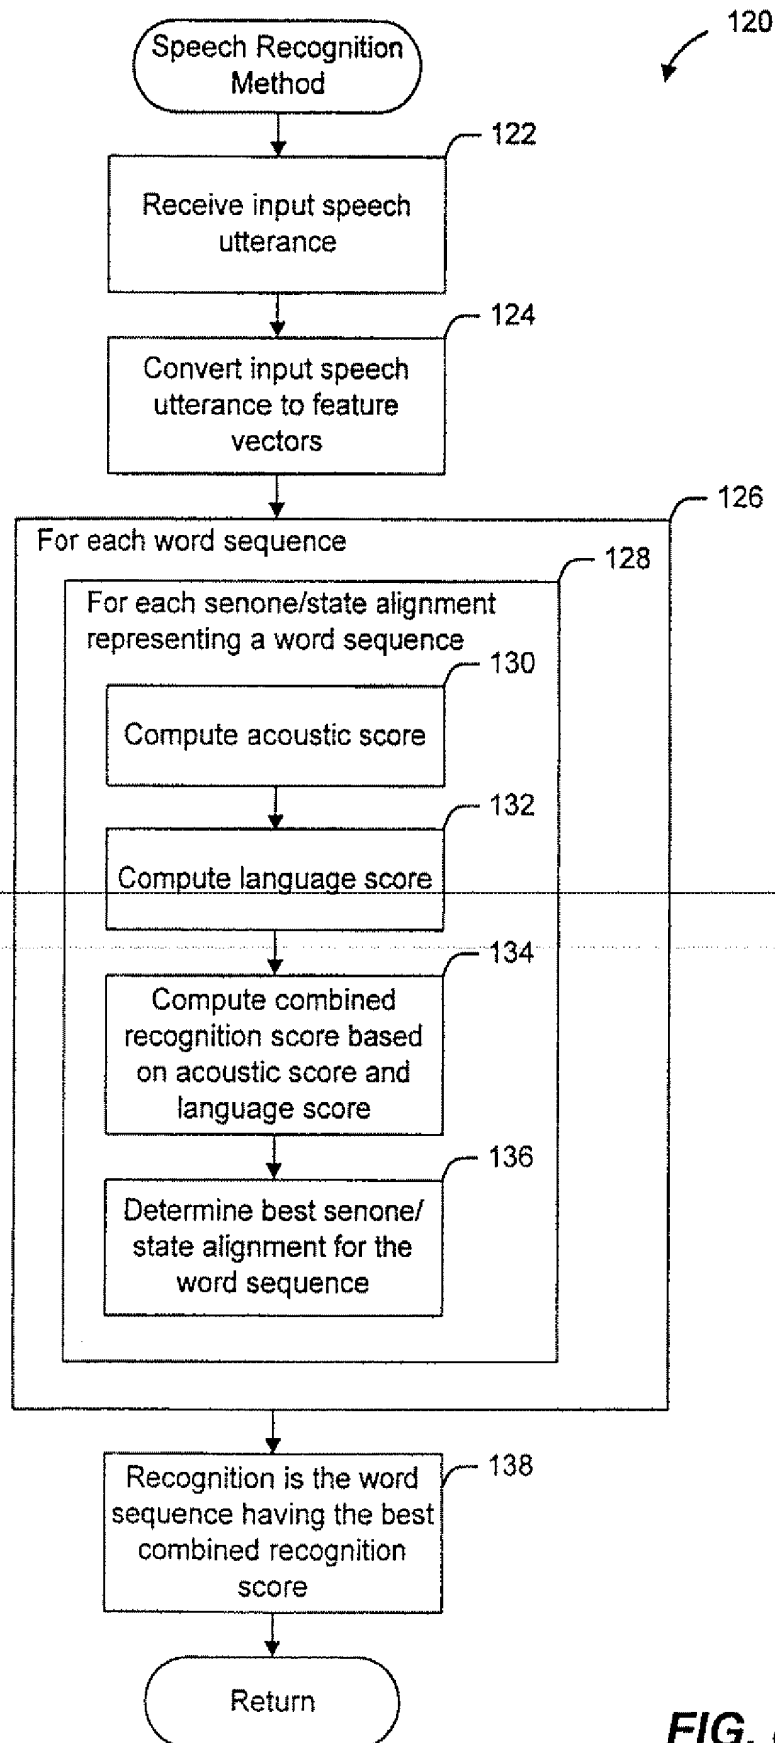 120
Speech Recognition
Method
122
Receive input speech
utterance
124
Convert input speech
utterance to feature
vectors
126
For each word sequence
128
For each senone/state alignment
representing a word sequence
130
Compute acoustic score
132
Compute language score
134
Compute combined
recognition score based
on acoustic score and
language score
136
Determine best senone/
state alignment for the
word sequence
138
Recognition is the word
sequence having the best
combined recognition
score
Return
FIG.